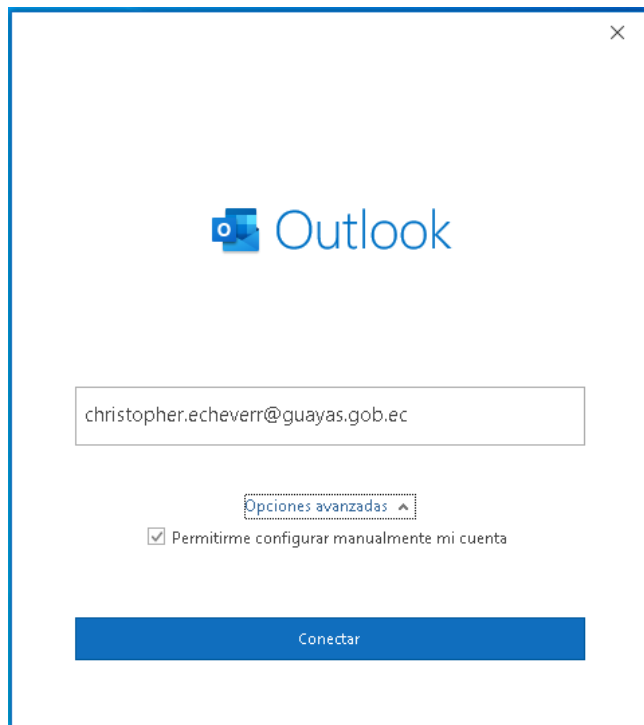 Outlook
christopher.echeverr@guayas.gob.ec
Opciones avanzadas
Permitirme configurar manualmente mi cuenta
Conectar